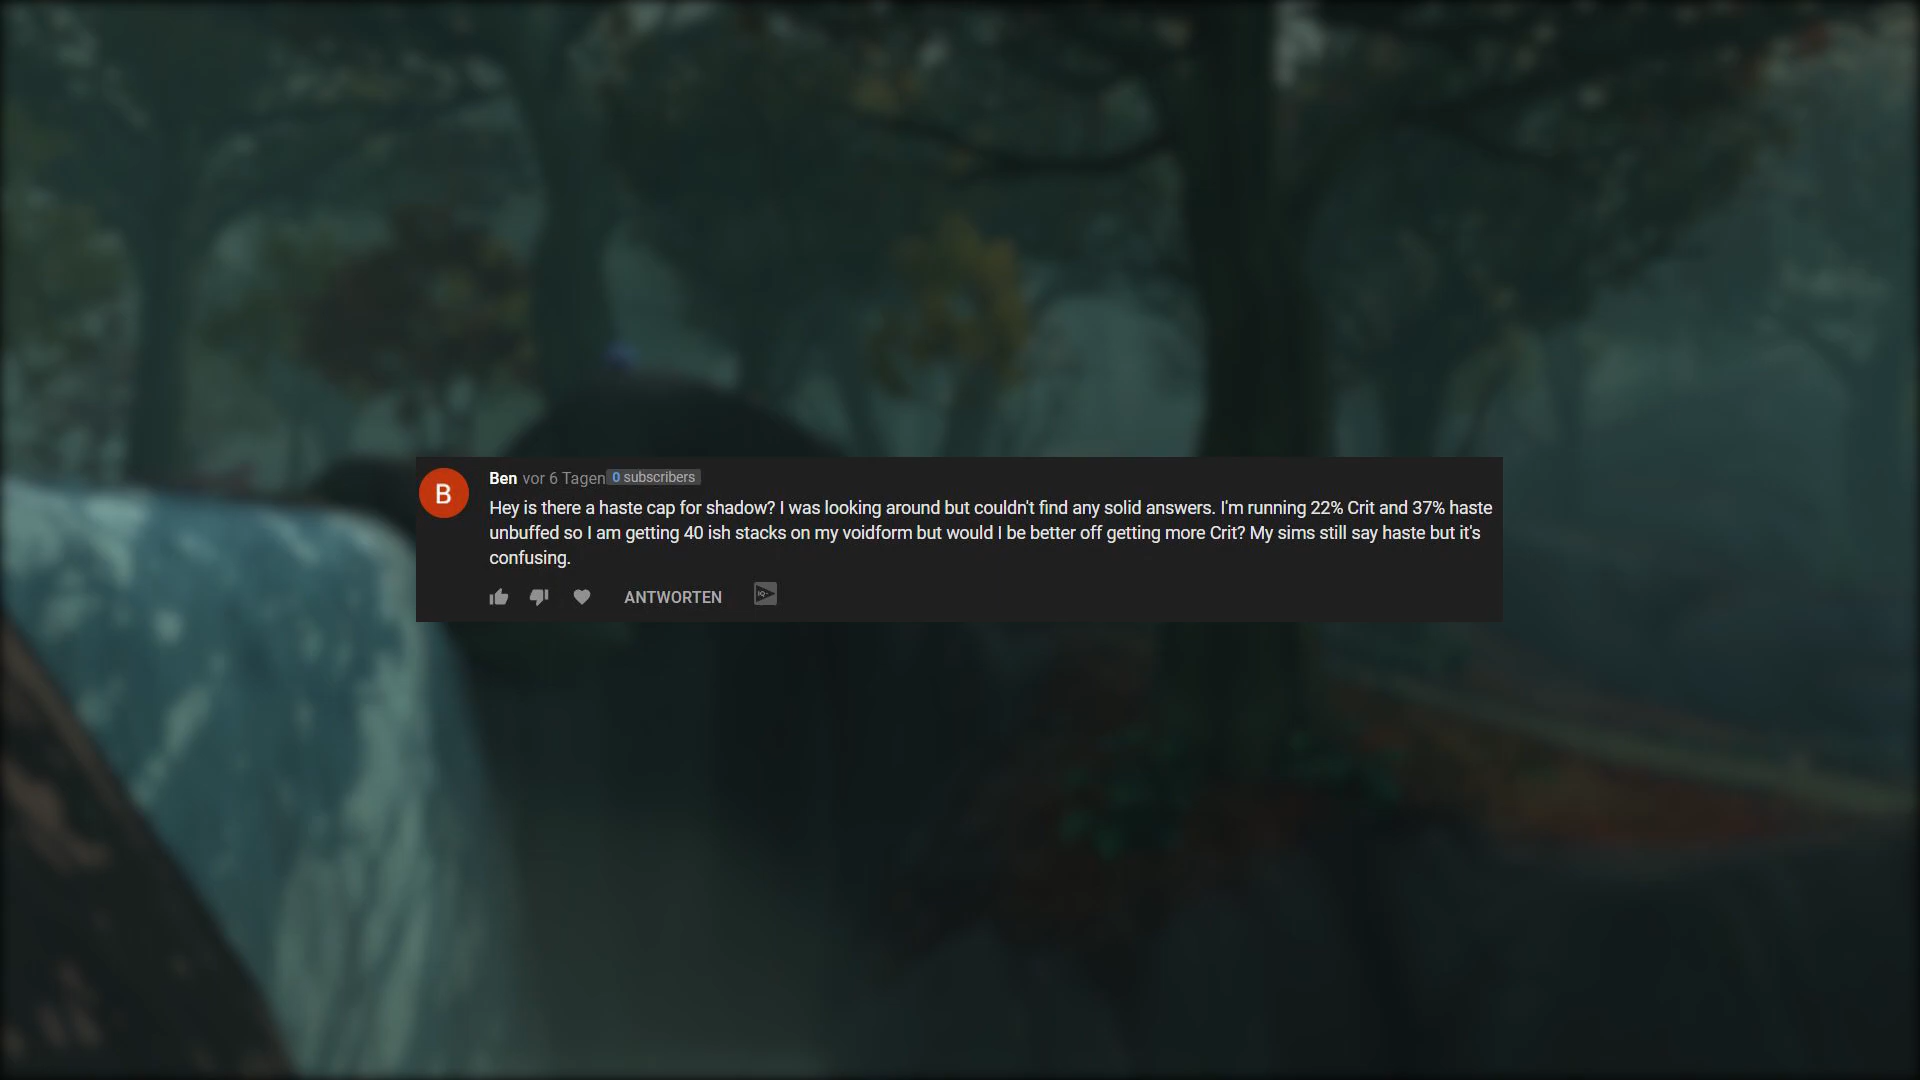 B
Ben vor 6 Tagen 0 subscribers
Hey is there a haste cap for shadow? I was looking around but couldn't find any solid answers. I'm running 22% Crit and 37% haste
unbuffed so I am getting 40 ish stacks on my voidform but would I be better off getting more Crit? My sims still say haste but it's
confusing.
ANTWORTEN